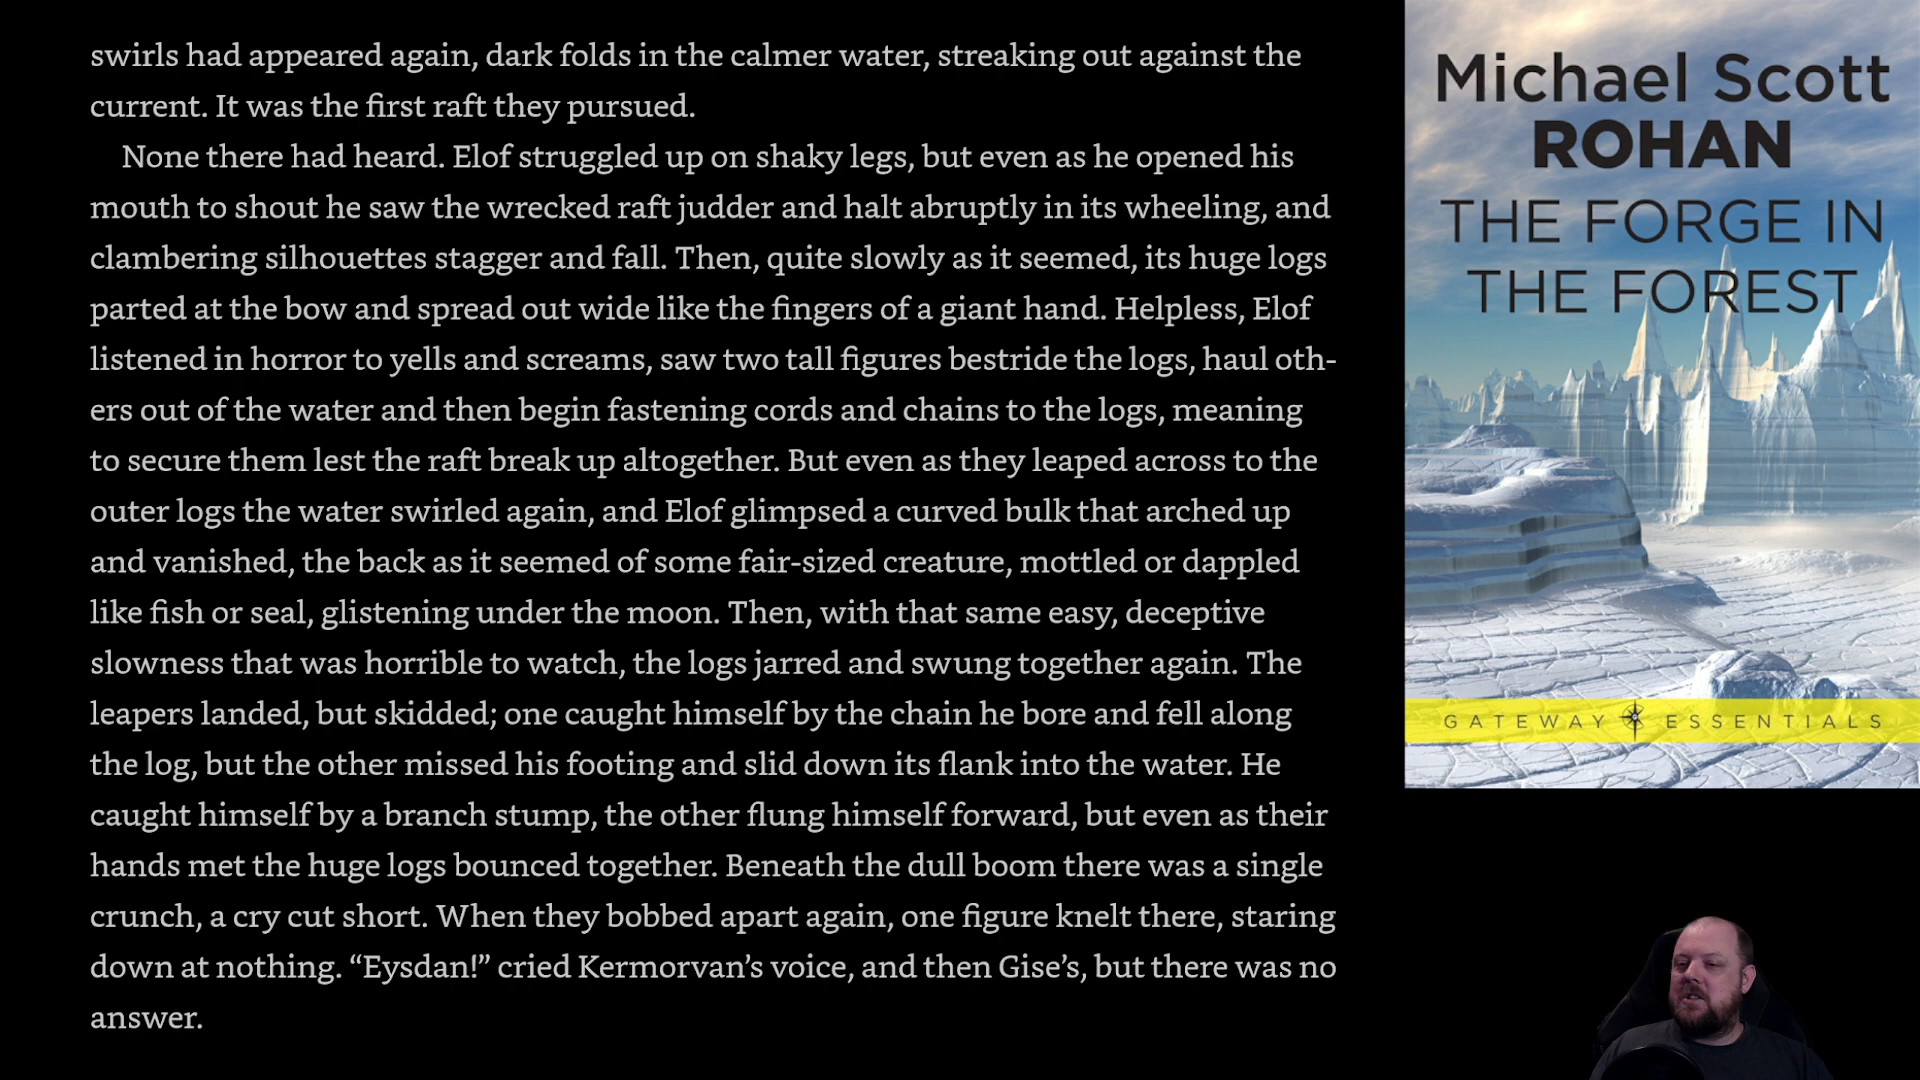 swirls had appeared again, dark folds in the calmer water, streaking out against the
current. It was the first raft they pursued.
None there had heard. Elof struggled up on shaky legs, but even as he opened his
mouth to shout he saw the wrecked raft judder and halt abruptly in its wheeling, and
clambering silhouettes stagger and fall. Then, quite slowly as it seemed, its huge logs
parted at the bow and spread out wide like the fingers of a giant hand. Helpless, Elof
listened in horror to yells and screams, saw two tall figures bestride the logs, haul oth-
ers out of the water and then begin fastening cords and chains to the logs, meaning
to secure them lest the raft break up altogether. But even as they leaped across to the
outer logs the water swirled again, and Elof glimpsed a curved bulk that arched up
and vanished, the back as it seemed of some fair-sized creature, mottled or dappled
like fish or seal, glistening under the moon. Then, with that same easy, deceptive
slowness that was horrible to watch, the logs jarred and swung together again. The
leapers landed, but skidded; one caught himself by the chain he bore and fell along
the log, but the other missed his footing and slid down its flank into the water. He
caught himself by a branch stump, the other flung himself forward, but even as their
hands met the huge logs bounced together. Beneath the dull boom there was a single
crunch, a cry cut short. When they bobbed apart again, one figure knelt there, staring
down at nothing. “Eysdan!” cried Kermorvan’s voice, and then Gise’s, but there was no
answer.
Michael Scott
ROHAN
THE FORGE IN
THE FOREST
GATEWAY ESSENTIALS